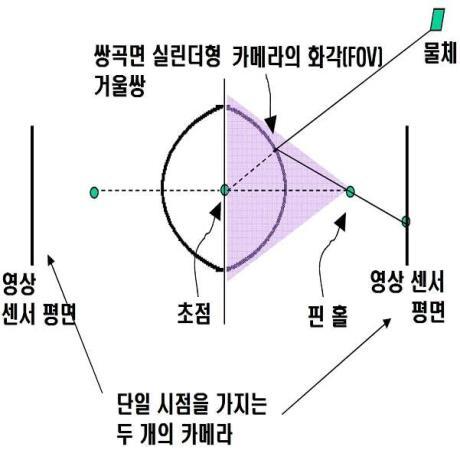 물체
쌍곡면 실린더형
거울쌍
카메라의 화각(FOV)
영상
센서 평면
초점
핀 홀
영상 센서
평면
단일 시점을 가지는
두 개의 카메라